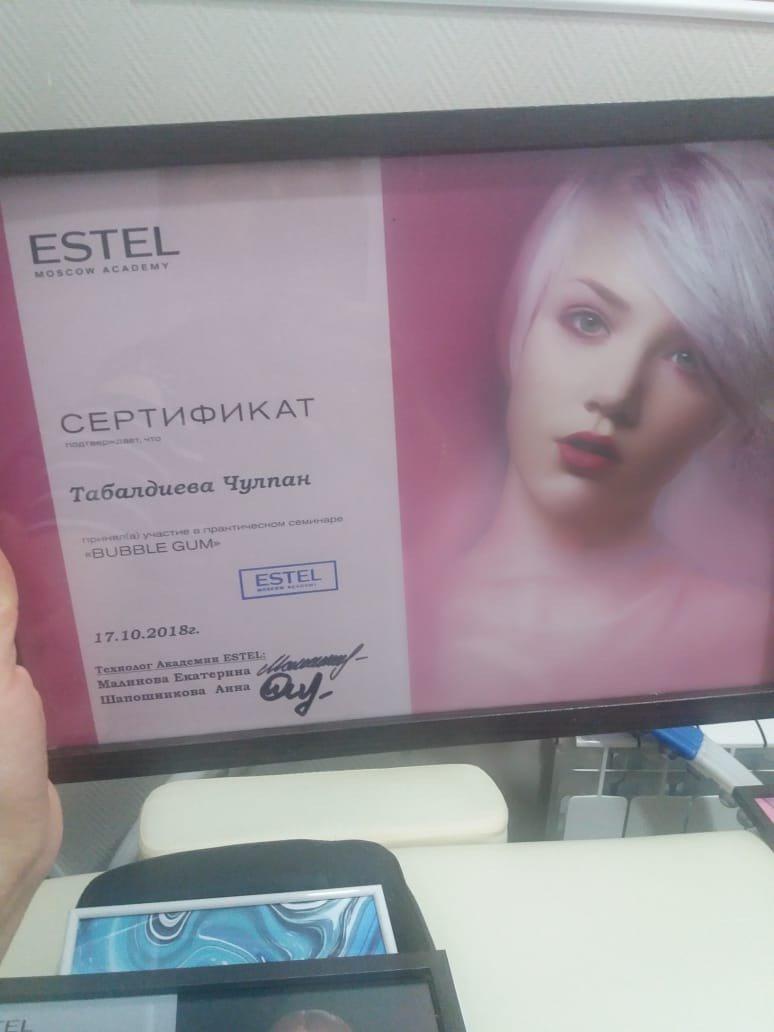 ESTEL
MOSCOW ACADEMY
СЕРТИФИКАТ
подтверждает, что
Табалдиева Чулпан
принял(а) участие в практическом семинаре
«BUBBLE GUM»
ESTEL
MOSCOW ACADEMY
17.10.2018г.
Технолог Академии ESTEL:
Малинова Екатерина
Шапошникова Анна
TEL